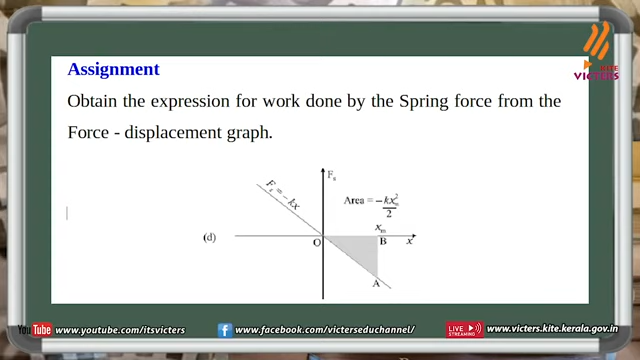 Assignment
Obtain the expression for work done by the Spring force from the
Force - displacement graph.
KITE
VICTERS
Fs
Fs = - kx
Area = -kxm²
2
xm
(d)
O
B
x
A
YouTube www.youtube.com/itsvicters
f www.facebook.com/victerseduchannel/
LIVE STREAMING www.victers.kite.kerala.gov.in